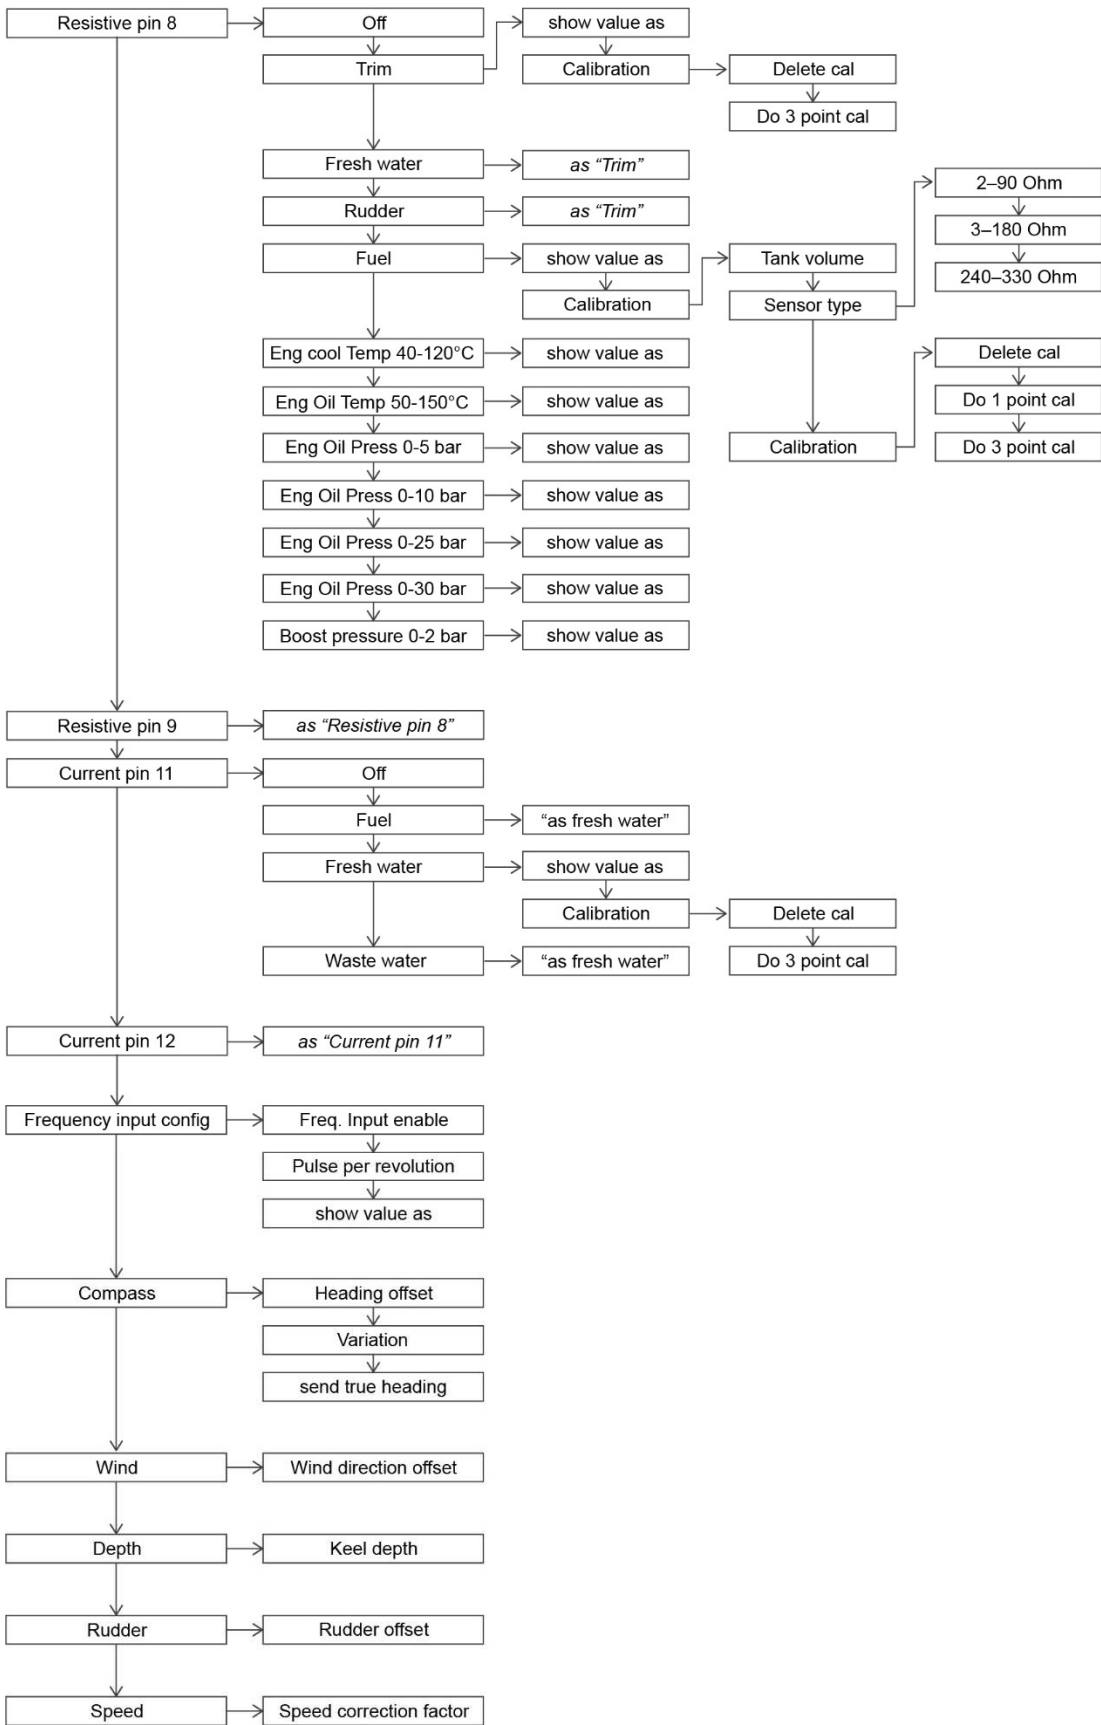 Resistive pin 8
Off
show value as
Trim
Calibration
Delete cal
Do 3 point cal
Fresh water
as “Trim”
2–90 Ohm
Rudder
as “Trim”
3–180 Ohm
Fuel
show value as
Tank volume
240–330 Ohm
Calibration
Sensor type
Eng cool Temp 40-120°C
show value as
Delete cal
Eng Oil Temp 50-150°C
show value as
Do 1 point cal
Eng Oil Press 0-5 bar
show value as
Calibration
Do 3 point cal
Eng Oil Press 0-10 bar
show value as
Eng Oil Press 0-25 bar
show value as
Eng Oil Press 0-30 bar
show value as
Boost pressure 0-2 bar
show value as
Resistive pin 9
as “Resistive pin 8”
Current pin 11
Off
Fuel
“as fresh water”
Fresh water
show value as
Calibration
Delete cal
Waste water
“as fresh water”
Do 3 point cal
Current pin 12
as “Current pin 11”
Frequency input config
Freq. Input enable
Pulse per revolution
show value as
Compass
Heading offset
Variation
send true heading
Wind
Wind direction offset
Depth
Keel depth
Rudder
Rudder offset
Speed
Speed correction factor